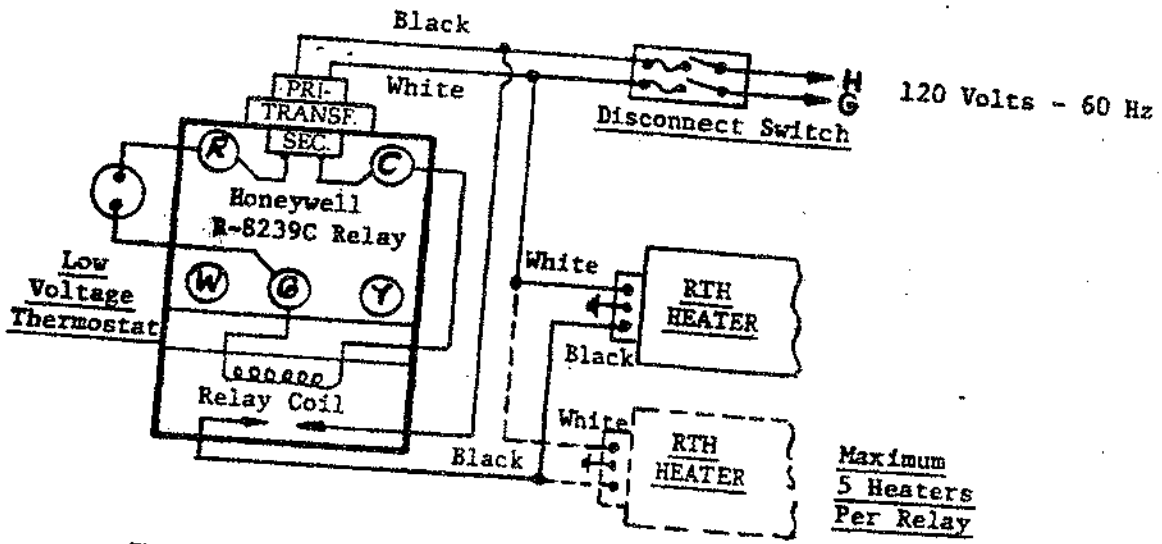 Black
White
PRI-
TRANSF.
SEC.
H
G
120 Volts - 60 Hz
Disconnect Switch
R
C
Honeywell
R-8239C Relay
Low
Voltage
Thermostat
W
G
Y
White
RTH
HEATER
Black
Relay Coil
White
Black
RTH
HEATER
Maximum
5 Heaters
Per Relay